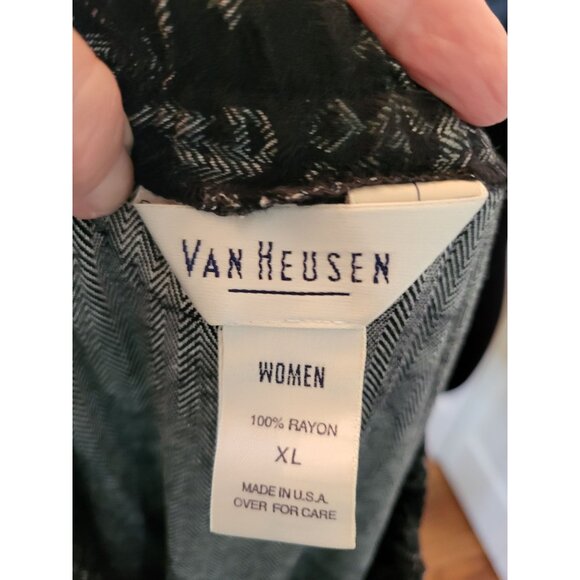 VAN HEUSEN
WOMEN
100% RAYON
XL
MADE IN U.S.A.
OVER FOR CARE